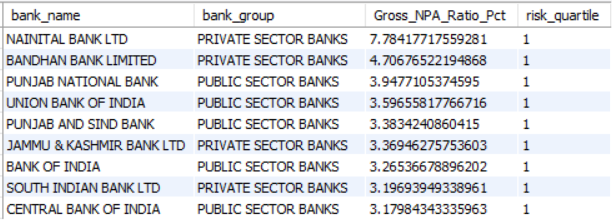 bank_name bank_group Gross_NPA_Ratio_Pct risk_quartile
NAINITAL BANK LTD PRIVATE SECTOR BANKS 7.78417717559281 1
BANDHAN BANK LIMITED PRIVATE SECTOR BANKS 4.70676522194868 1
PUNJAB NATIONAL BANK PUBLIC SECTOR BANKS 3.9477105374595 1
UNION BANK OF INDIA PUBLIC SECTOR BANKS 3.59655817766716 1
PUNJAB AND SIND BANK PUBLIC SECTOR BANKS 3.3834240860415 1
JAMMU & KASHMIR BANK LTD PRIVATE SECTOR BANKS 3.36946275753603 1
BANK OF INDIA PUBLIC SECTOR BANKS 3.26536678896202 1
SOUTH INDIAN BANK LTD PRIVATE SECTOR BANKS 3.19693949338961 1
CENTRAL BANK OF INDIA PUBLIC SECTOR BANKS 3.17984343335963 1